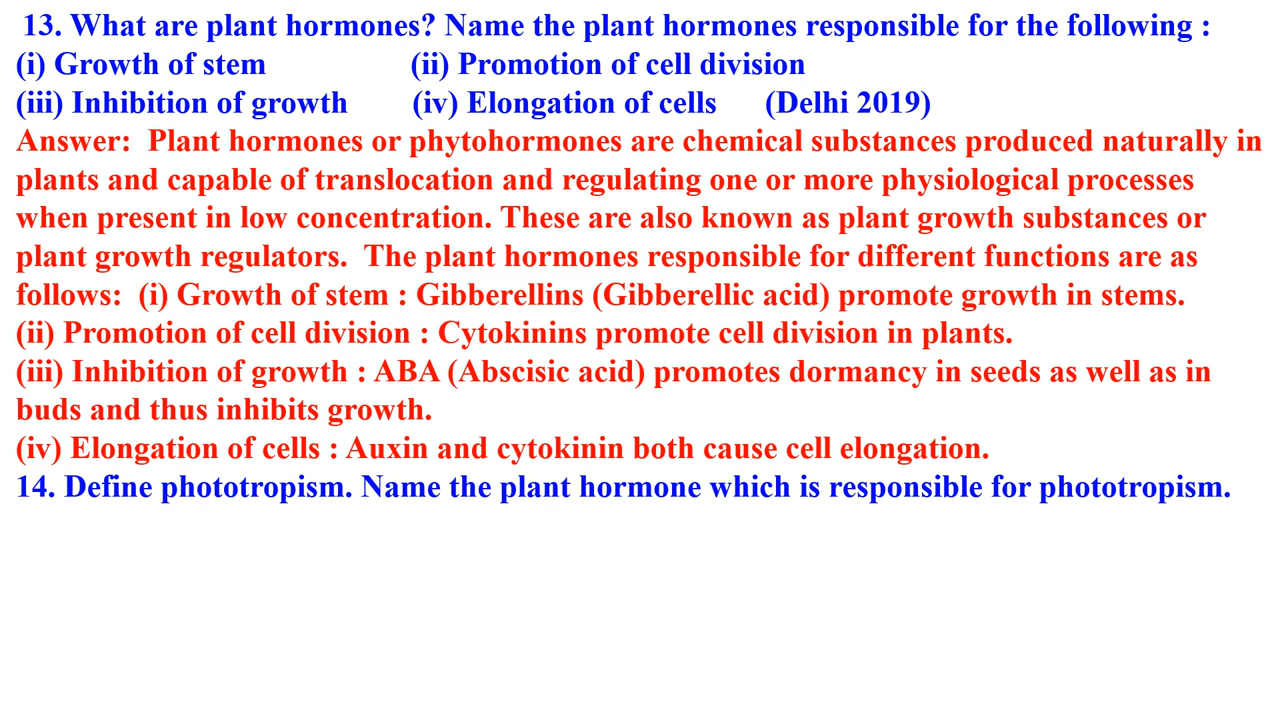 13. What are plant hormones? Name the plant hormones responsible for the following :
(i) Growth of stem (ii) Promotion of cell division
(iii) Inhibition of growth (iv) Elongation of cells (Delhi 2019)
Answer: Plant hormones or phytohormones are chemical substances produced naturally in
plants and capable of translocation and regulating one or more physiological processes
when present in low concentration. These are also known as plant growth substances or
plant growth regulators. The plant hormones responsible for different functions are as
follows: (i) Growth of stem : Gibberellins (Gibberellic acid) promote growth in stems.
(ii) Promotion of cell division : Cytokinins promote cell division in plants.
(iii) Inhibition of growth : ABA (Abscisic acid) promotes dormancy in seeds as well as in
buds and thus inhibits growth.
(iv) Elongation of cells : Auxin and cytokinin both cause cell elongation.
14. Define phototropism. Name the plant hormone which is responsible for phototropism.